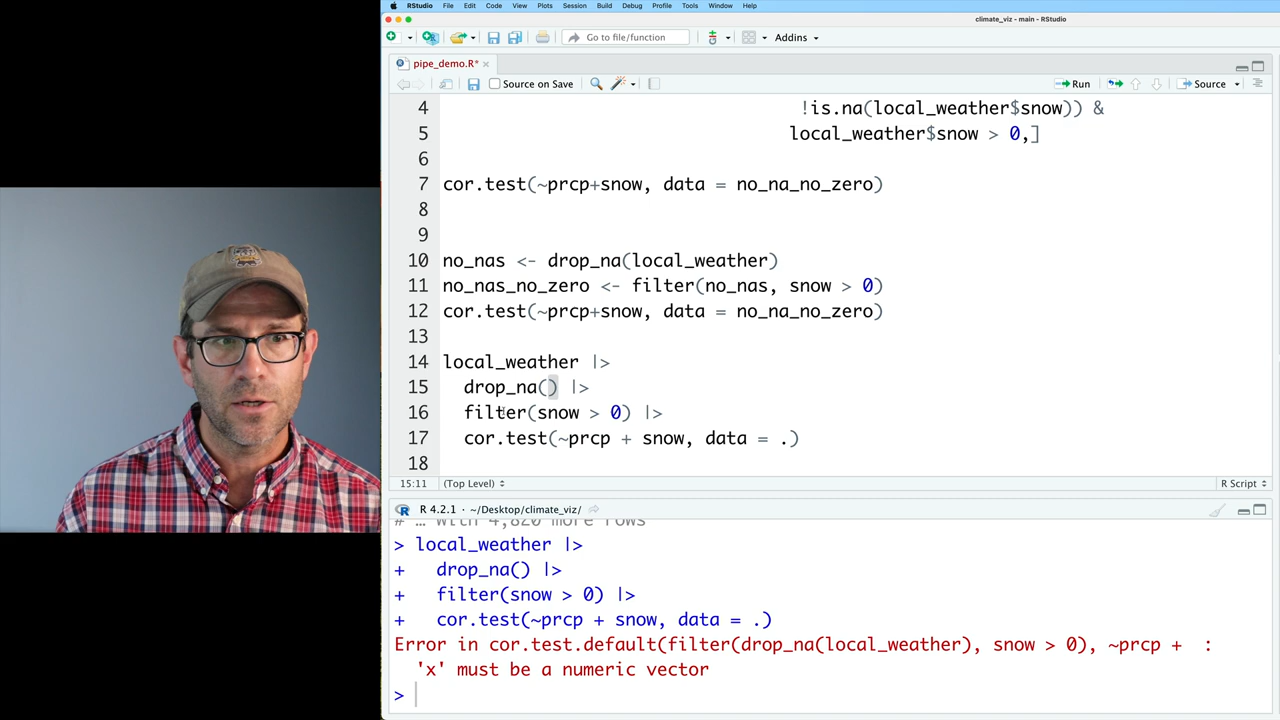 RStudio File Edit Code View Plots Session Build Debug Profile Tools Window Help
climate_viz - main - RStudio
Go to file/function Addins
pipe_demo.R*
Source on Save Run Source
4 !is.na(local_weather$snow)) &
5 local_weather$snow > 0,]
6
7 cor.test(~prcp+snow, data = no_na_no_zero)
8
9
10 no_nas <- drop_na(local_weather)
11 no_nas_no_zero <- filter(no_nas, snow > 0)
12 cor.test(~prcp+snow, data = no_na_no_zero)
13
14 local_weather |>
15 drop_na() |>
16 filter(snow > 0) |>
17 cor.test(~prcp + snow, data = .)
18
15:11 (Top Level) R Script
R 4.2.1 · ~/Desktop/climate_viz/
# … with 4,820 more rows
> local_weather |>
+ drop_na() |>
+ filter(snow > 0) |>
+ cor.test(~prcp + snow, data = .)
Error in cor.test.default(filter(drop_na(local_weather), snow > 0), ~prcp + :
'x' must be a numeric vector
>